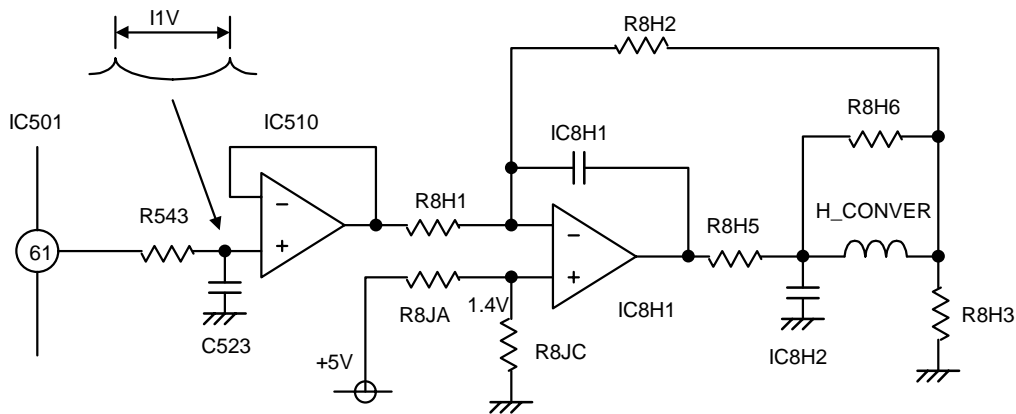 I1V
IC501
61
R543
C523
IC510
−
+
R8H1
R8H2
IC8H1
−
+
IC8H1
R8JA
1.4V
+5V
R8JC
R8H5
R8H6
H_CONVER
IC8H2
R8H3